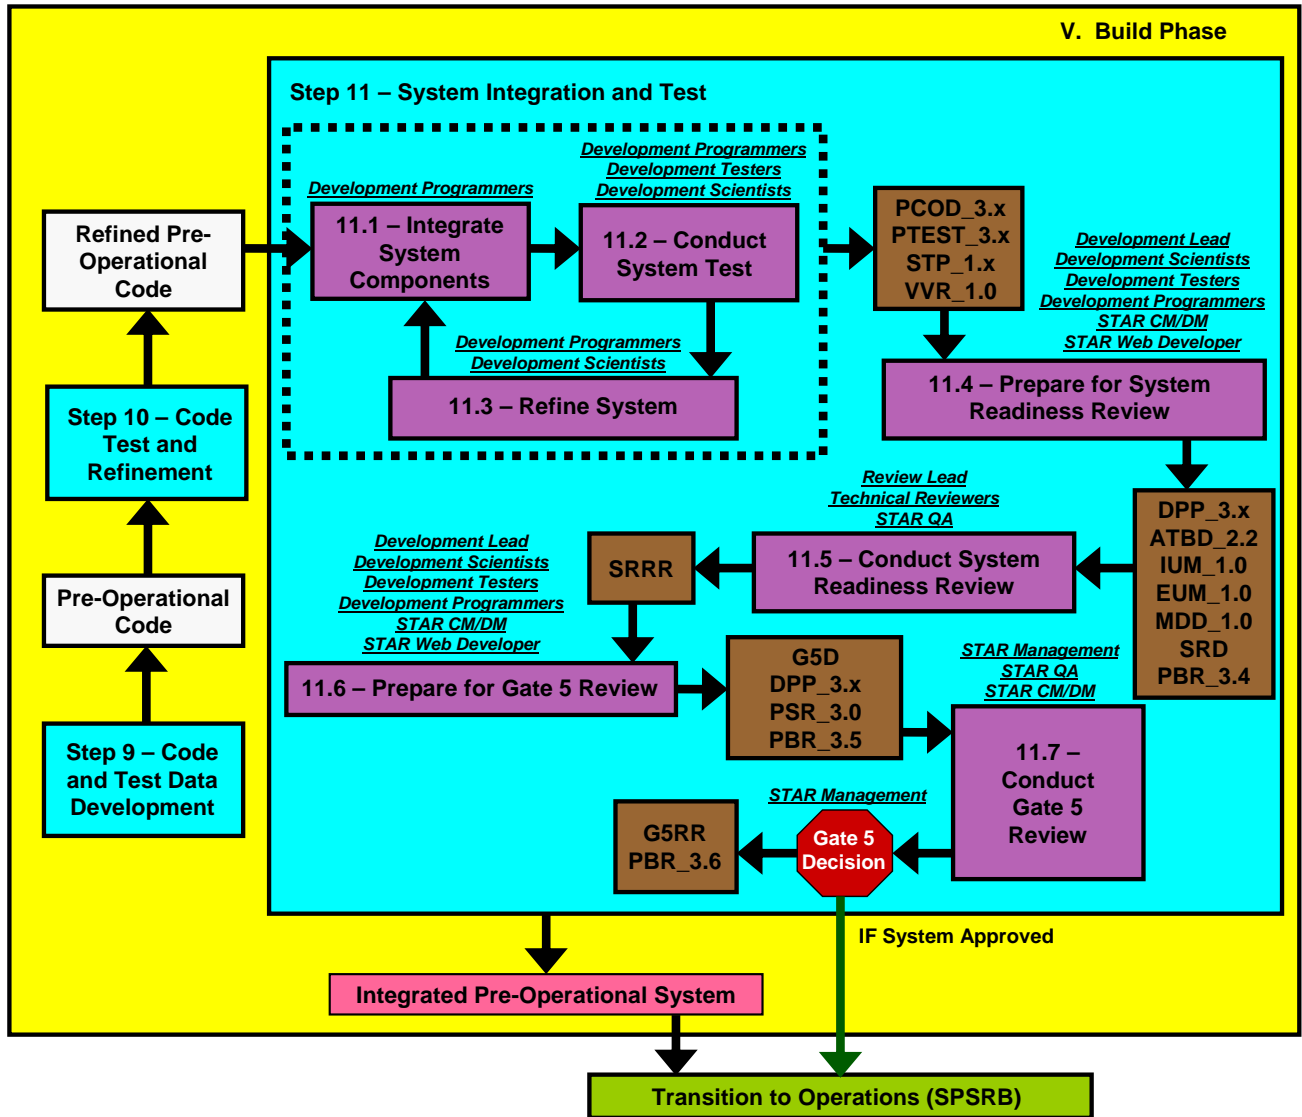 V. Build Phase
Step 11 – System Integration and Test
Development Programmers
Development Programmers
Development Testers
Development Scientists
11.1 – Integrate
System
Components
11.2 – Conduct
System Test
Development Programmers
Development Scientists
11.3 – Refine System
PCOD_3.x
PTEST_3.x
STP_1.x
VVR_1.0
Development Lead
Development Scientists
Development Testers
Development Programmers
STAR CM/DM
STAR Web Developer
11.4 – Prepare for System
Readiness Review
Refined Pre-
Operational
Code
Step 10 – Code
Test and
Refinement
Pre-Operational
Code
Step 9 – Code
and Test Data
Development
Review Lead
Technical Reviewers
STAR QA
11.5 – Conduct System
Readiness Review
DPP_3.x
ATBD_2.2
IUM_1.0
EUM_1.0
MDD_1.0
SRD
PBR_3.4
SRRR
Development Lead
Development Scientists
Development Testers
Development Programmers
STAR CM/DM
STAR Web Developer
11.6 – Prepare for Gate 5 Review
G5D
DPP_3.x
PSR_3.0
PBR_3.5
STAR Management
STAR QA
STAR CM/DM
11.7 –
Conduct
Gate 5
Review
STAR Management
Gate 5
Decision
G5RR
PBR_3.6
IF System Approved
Integrated Pre-Operational System
Transition to Operations (SPSRB)